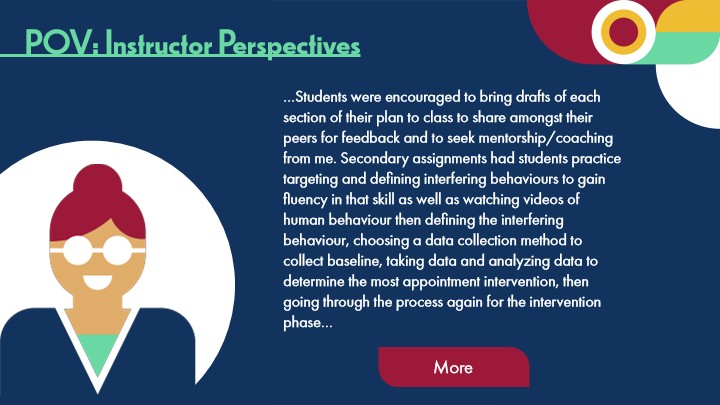 POV: Instructor Perspectives
...Students were encouraged to bring drafts of each
section of their plan to class to share amongst their
peers for feedback and to seek mentorship/coaching
from me. Secondary assignments had students practice
targeting and defining interfering behaviours to gain
fluency in that skill as well as watching videos of
human behaviour then defining the interfering
behaviour, choosing a data collection method to
collect baseline, taking data and analyzing data to
determine the most appointment intervention, then
going through the process again for the intervention
phase...
More